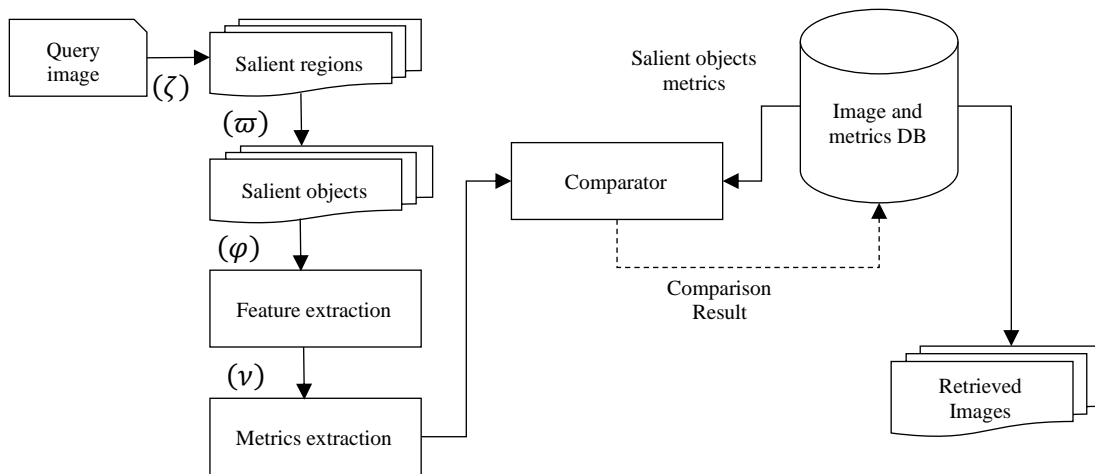 Query
image
(ζ)
Salient regions
(ϖ)
Salient objects
(φ)
Feature extraction
(ν)
Metrics extraction
Comparator
Salient objects
metrics
Image and
metrics DB
Comparison
Result
Retrieved
Images